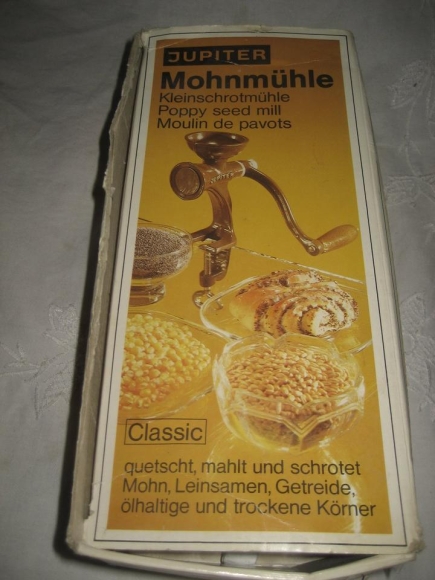 JUPITER
Mohnmühle
Kleinschrotmühle
Poppy seed mill
Moulin de pavots
JUPITER
Classic
quetscht, mahlt und schrotet
Mohn, Leinsamen, Getreide,
ölhaltige und trockene Körner